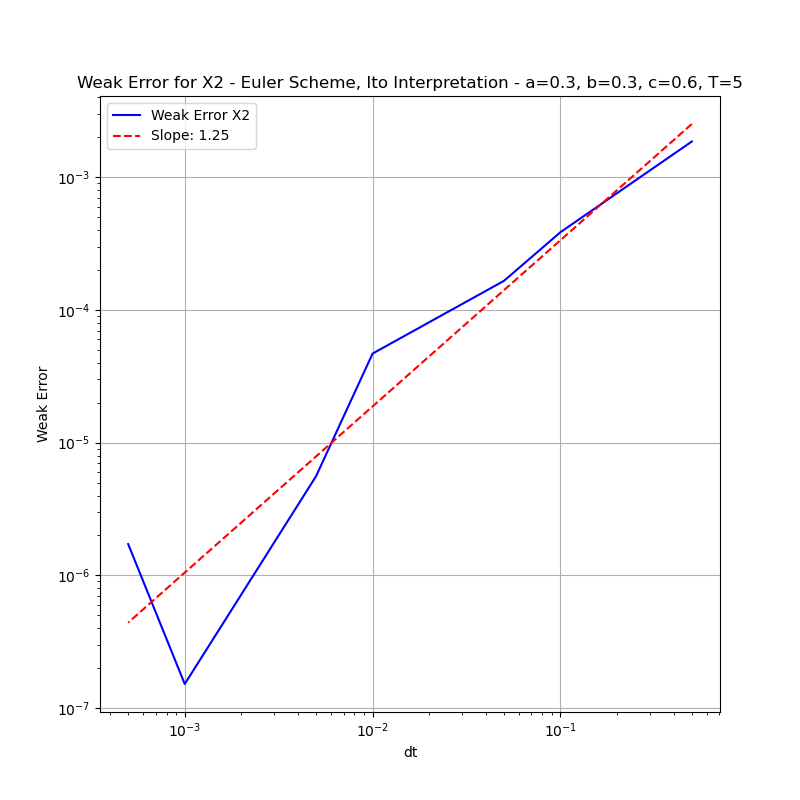 Weak Error for X2 - Euler Scheme, Ito Interpretation - a=0.3, b=0.3, c=0.6, T=5
Weak Error X2
Slope: 1.25
10⁻³
10⁻⁴
10⁻⁵
10⁻⁶
10⁻⁷
Weak Error
10⁻³ 10⁻² 10⁻¹
dt